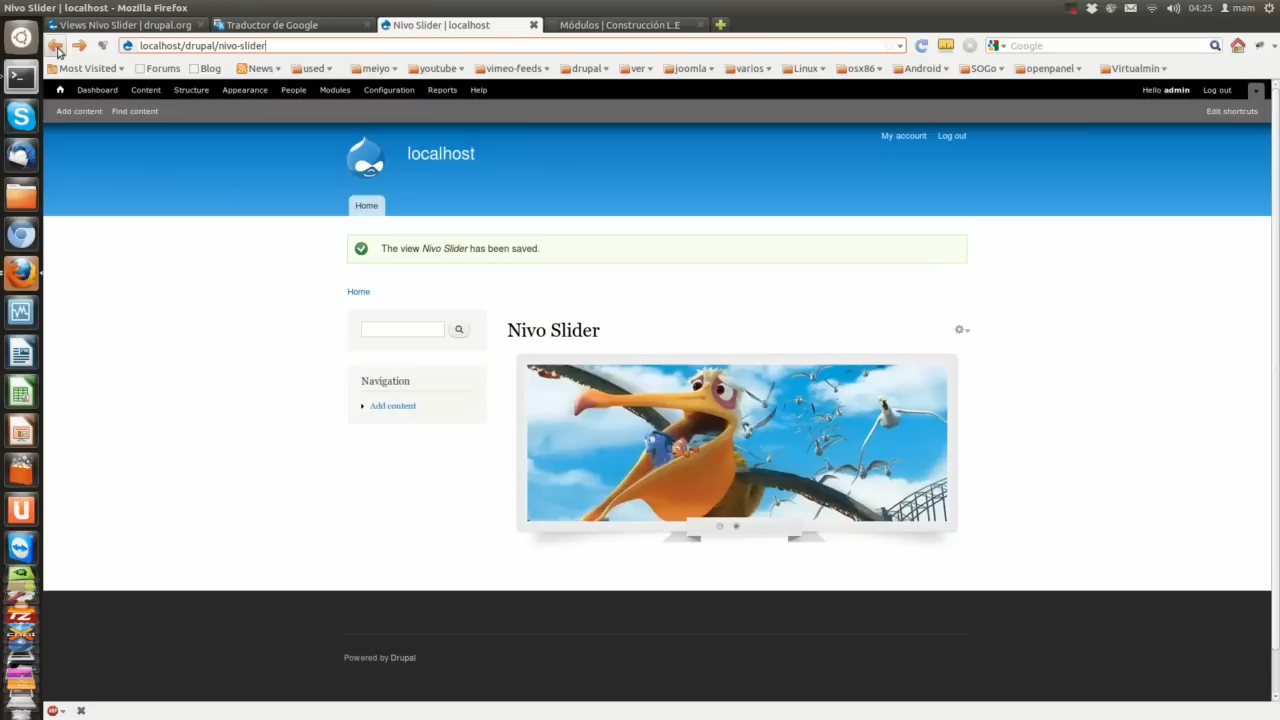 Nivo Slider | localhost - Mozilla Firefox
04:25 mam
Views Nivo Slider | drupal.org
Traductor de Google
Nivo Slider | localhost
Módulos | Construcción L.E
localhost/drupal/nivo-slider
Google
Most Visited
Forums
Blog
News
used
meiyo
youtube
vimeo-feeds
drupal
ver
joomla
varios
Linux
osx86
Android
SOGo
openpanel
Virtualmin
Dashboard
Content
Structure
Appearance
People
Modules
Configuration
Reports
Help
Hello admin
Log out
Add content
Find content
Edit shortcuts
My account
Log out
localhost
Home
The view Nivo Slider has been saved.
Home
Nivo Slider
Navigation
Add content
Powered by Drupal